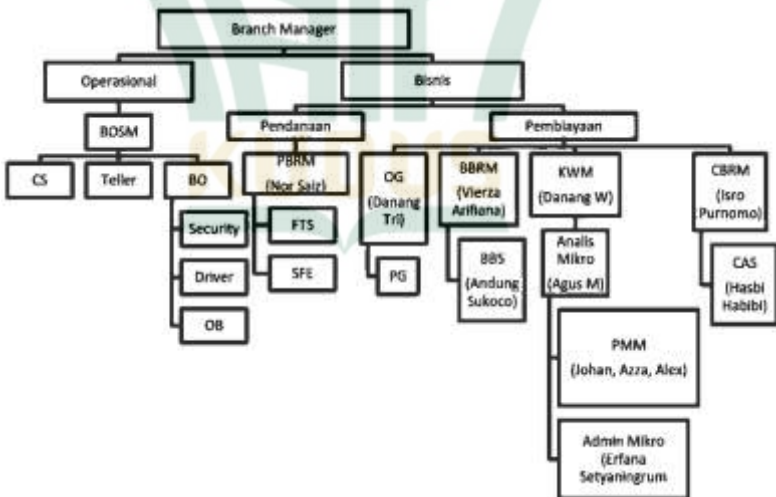 Branch Manager
Operasional
Bisnis
BOSM
Pendanaan
Pembiayaan
CS
Teller
BO
PBRM
(Nor Saiz)
OG
(Danang
Tri)
BBRM
(Vierza
Arifiana)
KWM
(Danang W)
CBRM
(Isro
Purnomo)
Security
Driver
OB
FTS
SFE
PG
BBS
(Andung
Sukoco)
Analis
Mikro
(Agus M)
CAS
(Hasbi
Habibi)
PMM
(Johan, Azza, Alex)
Admin Mikro
(Erfana
Setyaningrum
KUDUS